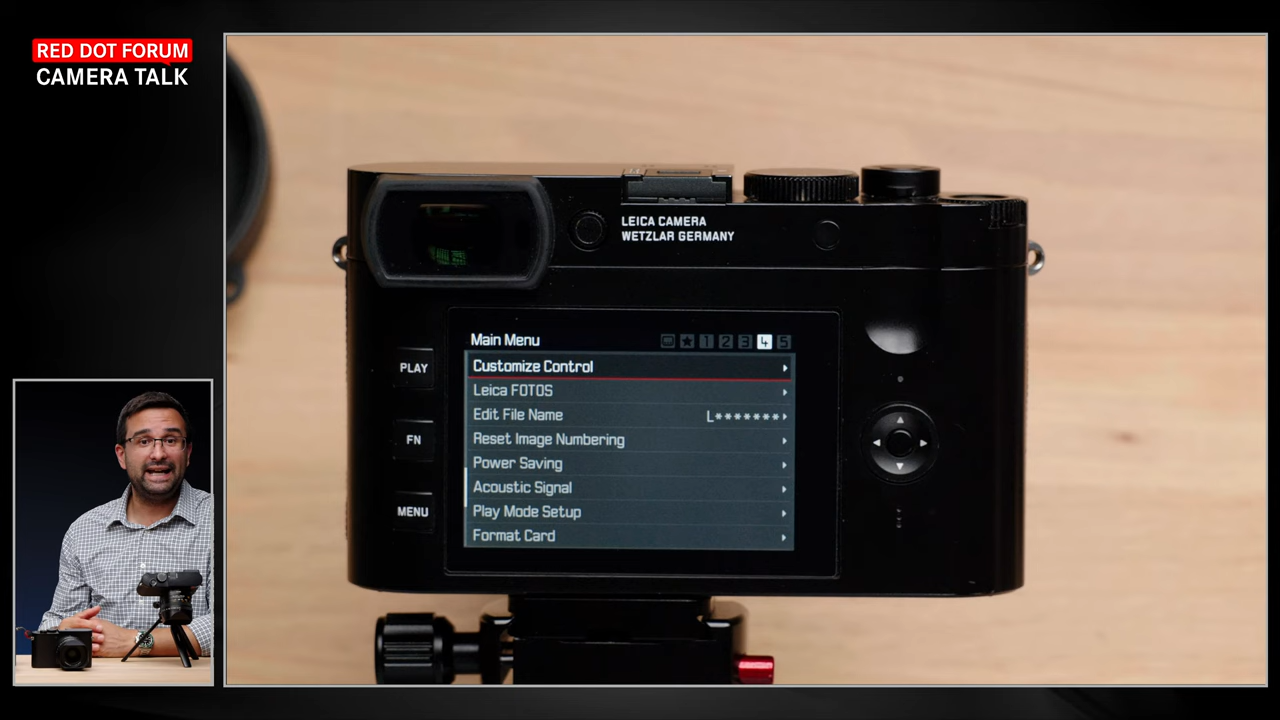 RED DOT FORUM
CAMERA TALK
LEICA CAMERA
WETZLAR GERMANY
Main Menu
1 2 3 4 5
Customize Control
Leica FOTOS
Edit File Name L*******
Reset Image Numbering
Power Saving
Acoustic Signal
Play Mode Setup
Format Card
PLAY
FN
MENU